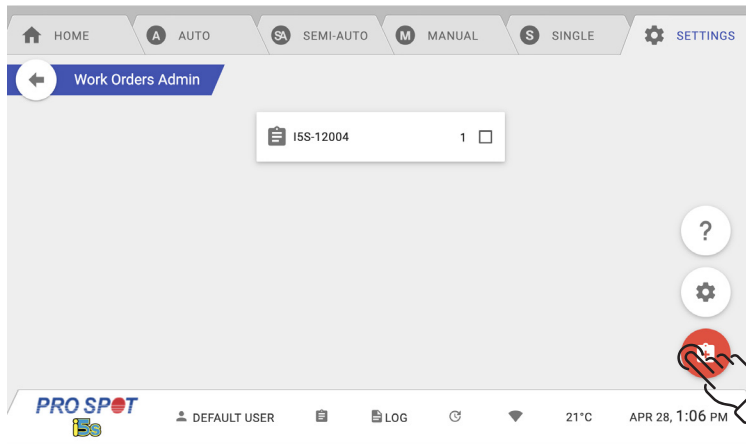 HOME A AUTO SA SEMI-AUTO M MANUAL S SINGLE SETTINGS
Work Orders Admin
I5S-12004 1
?
PRO SPOT
i5s
DEFAULT USER LOG 21°C APR 28, 1:06 PM